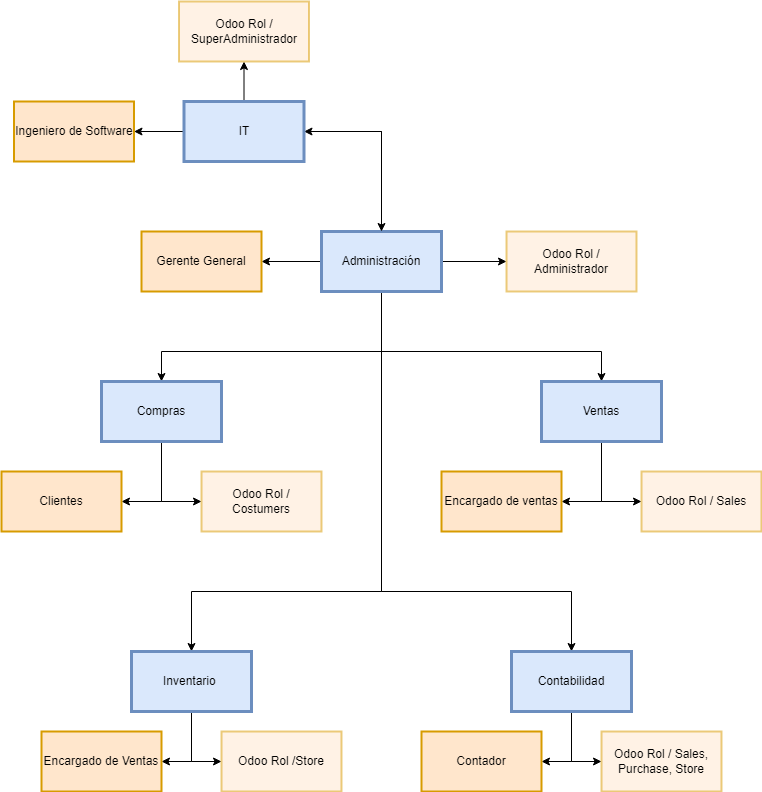 Odoo Rol /
SuperAdministrador
Ingeniero de Software
IT
Gerente General
Administración
Odoo Rol /
Administrador
Compras
Ventas
Clientes
Odoo Rol /
Costumers
Encargado de ventas
Odoo Rol / Sales
Inventario
Contabilidad
Encargado de Ventas
Odoo Rol /Store
Contador
Odoo Rol / Sales,
Purchase, Store